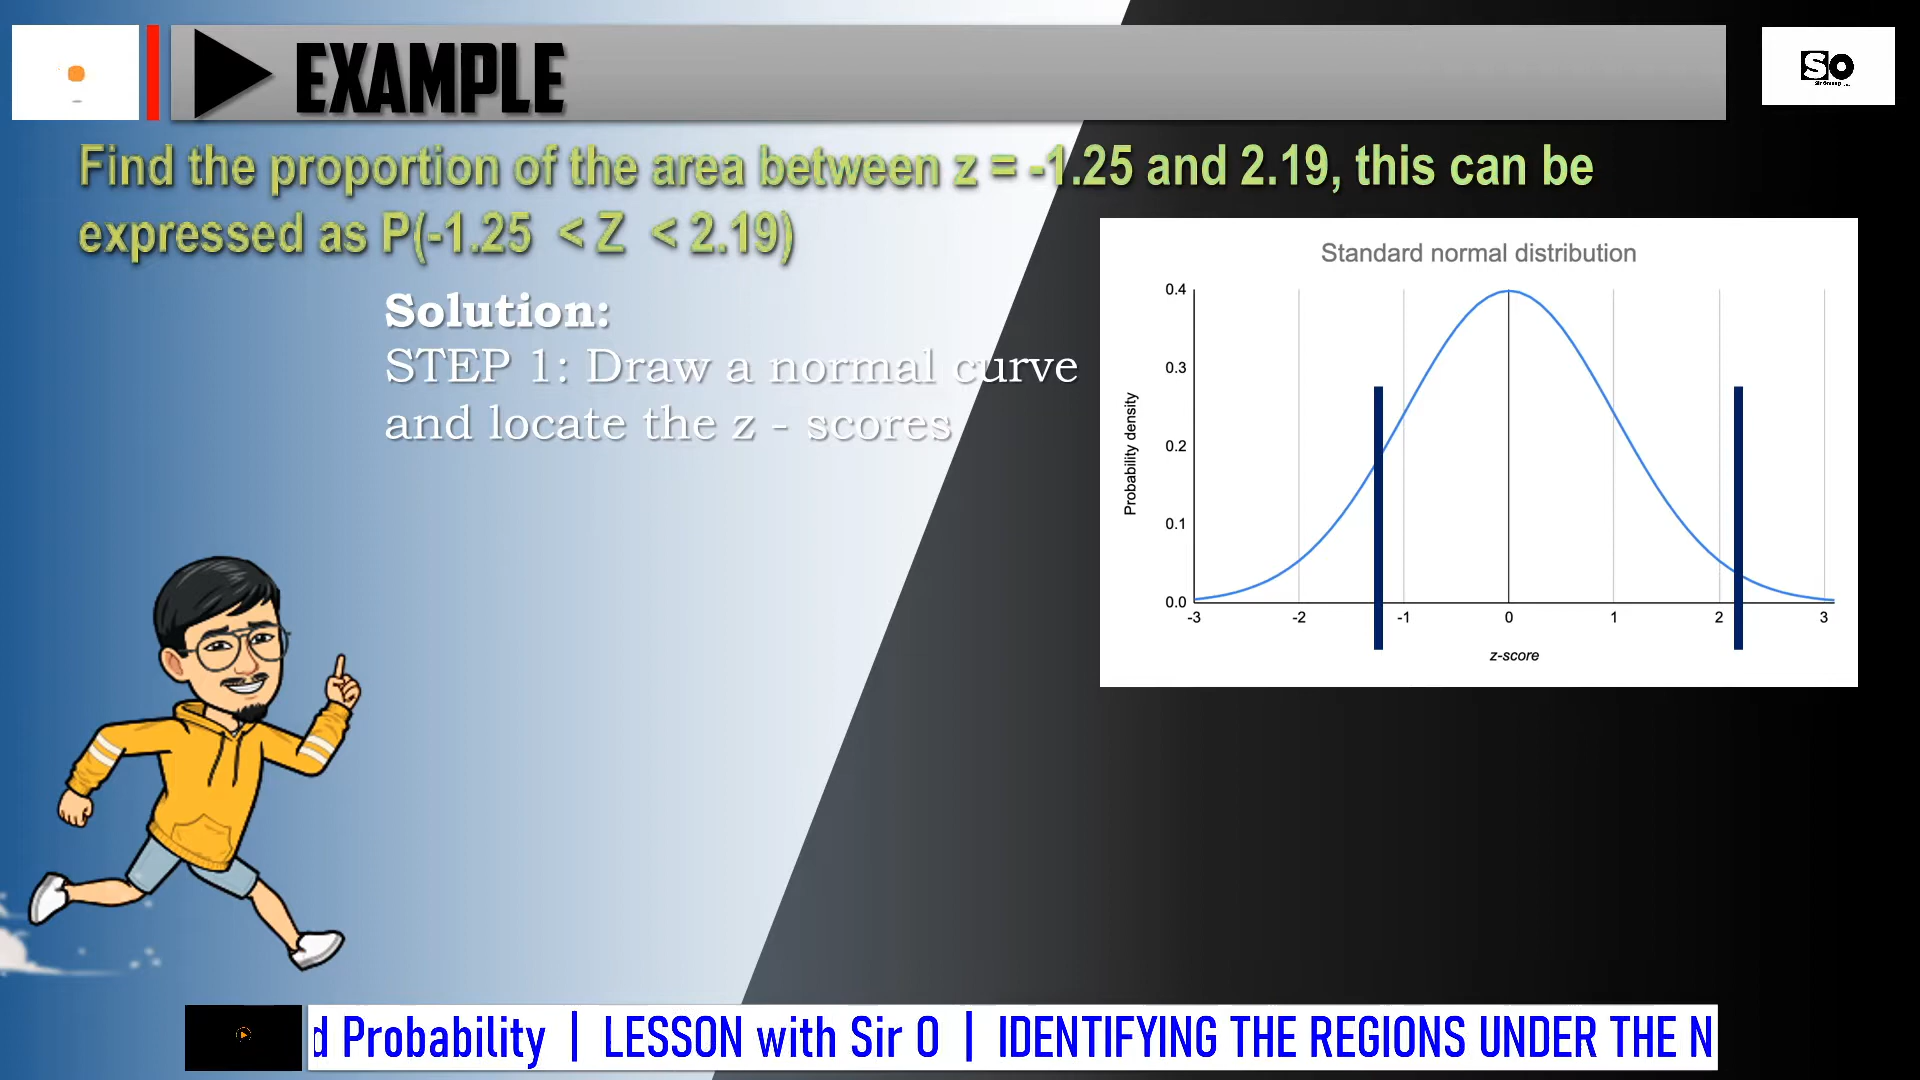 EXAMPLE
SO
Find the proportion of the area between z = -1.25 and 2.19, this can be
expressed as P(-1.25 < Z < 2.19)
Solution:
STEP 1: Draw a normal curve
and locate the z - scores
Standard normal distribution
0.4
0.3
0.2
0.1
0.0
Probability density
-3 -2 -1 0 1 2 3
z-score
d Probability | LESSON with Sir O | IDENTIFYING THE REGIONS UNDER THE N